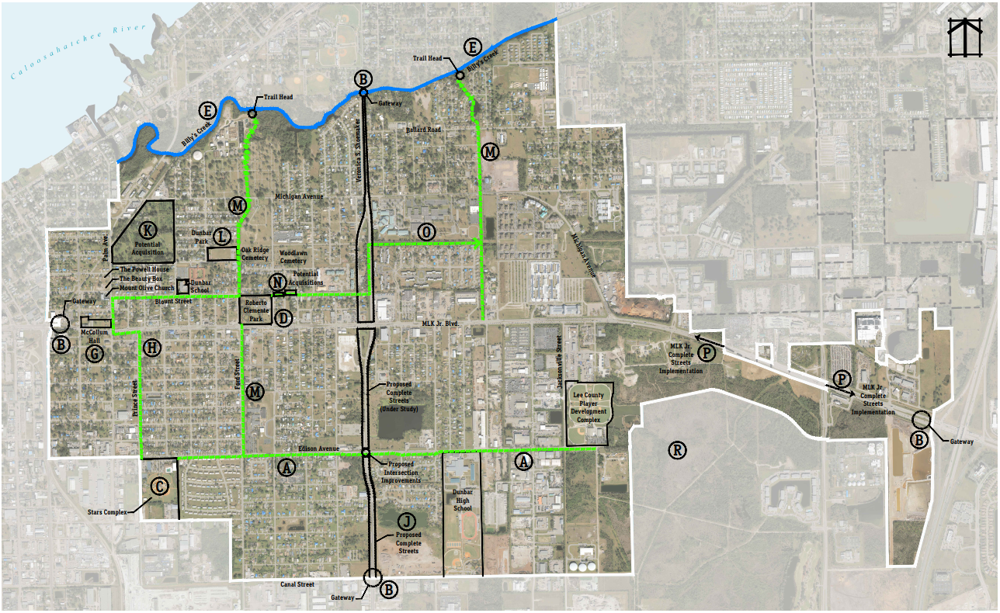 Caloosahatchee River
E
Trail Head
Billy's Creek
B
Gateway
Trail Head
E
Billy's Creek
Veronica S. Shoemaker
Ballard Road
M
M
Michigan Avenue
K
Potential
Acquisition
Palm Ave.
Dunbar
Park
L
Oak Ridge
Cemetery
Woodlawn
Cemetery
O
Michigan Avenue
The Powell House
The Beauty Box
Mount Olive Church
Dunbar
School
N
Potential
Acquisitions
Gateway
B
Blount Street
Roberto
Clemente
Park
D
MLK Jr. Blvd.
McCollum
Hall
G
H
Prince Street
Ford Street
M
Jacksonville Street
MLK Jr.
Complete
Streets
Implementation
P
P
MLK Jr.
Complete
Streets
Implementation
Proposed
Complete
Streets
(Under Study)
Lee County
Player
Development
Complex
B
Gateway
R
Edison Avenue
A
Proposed
Intersection
Improvements
A
C
Stars Complex
Dunbar
High
School
J
Proposed
Complete
Streets
Canal Street
Gateway
B